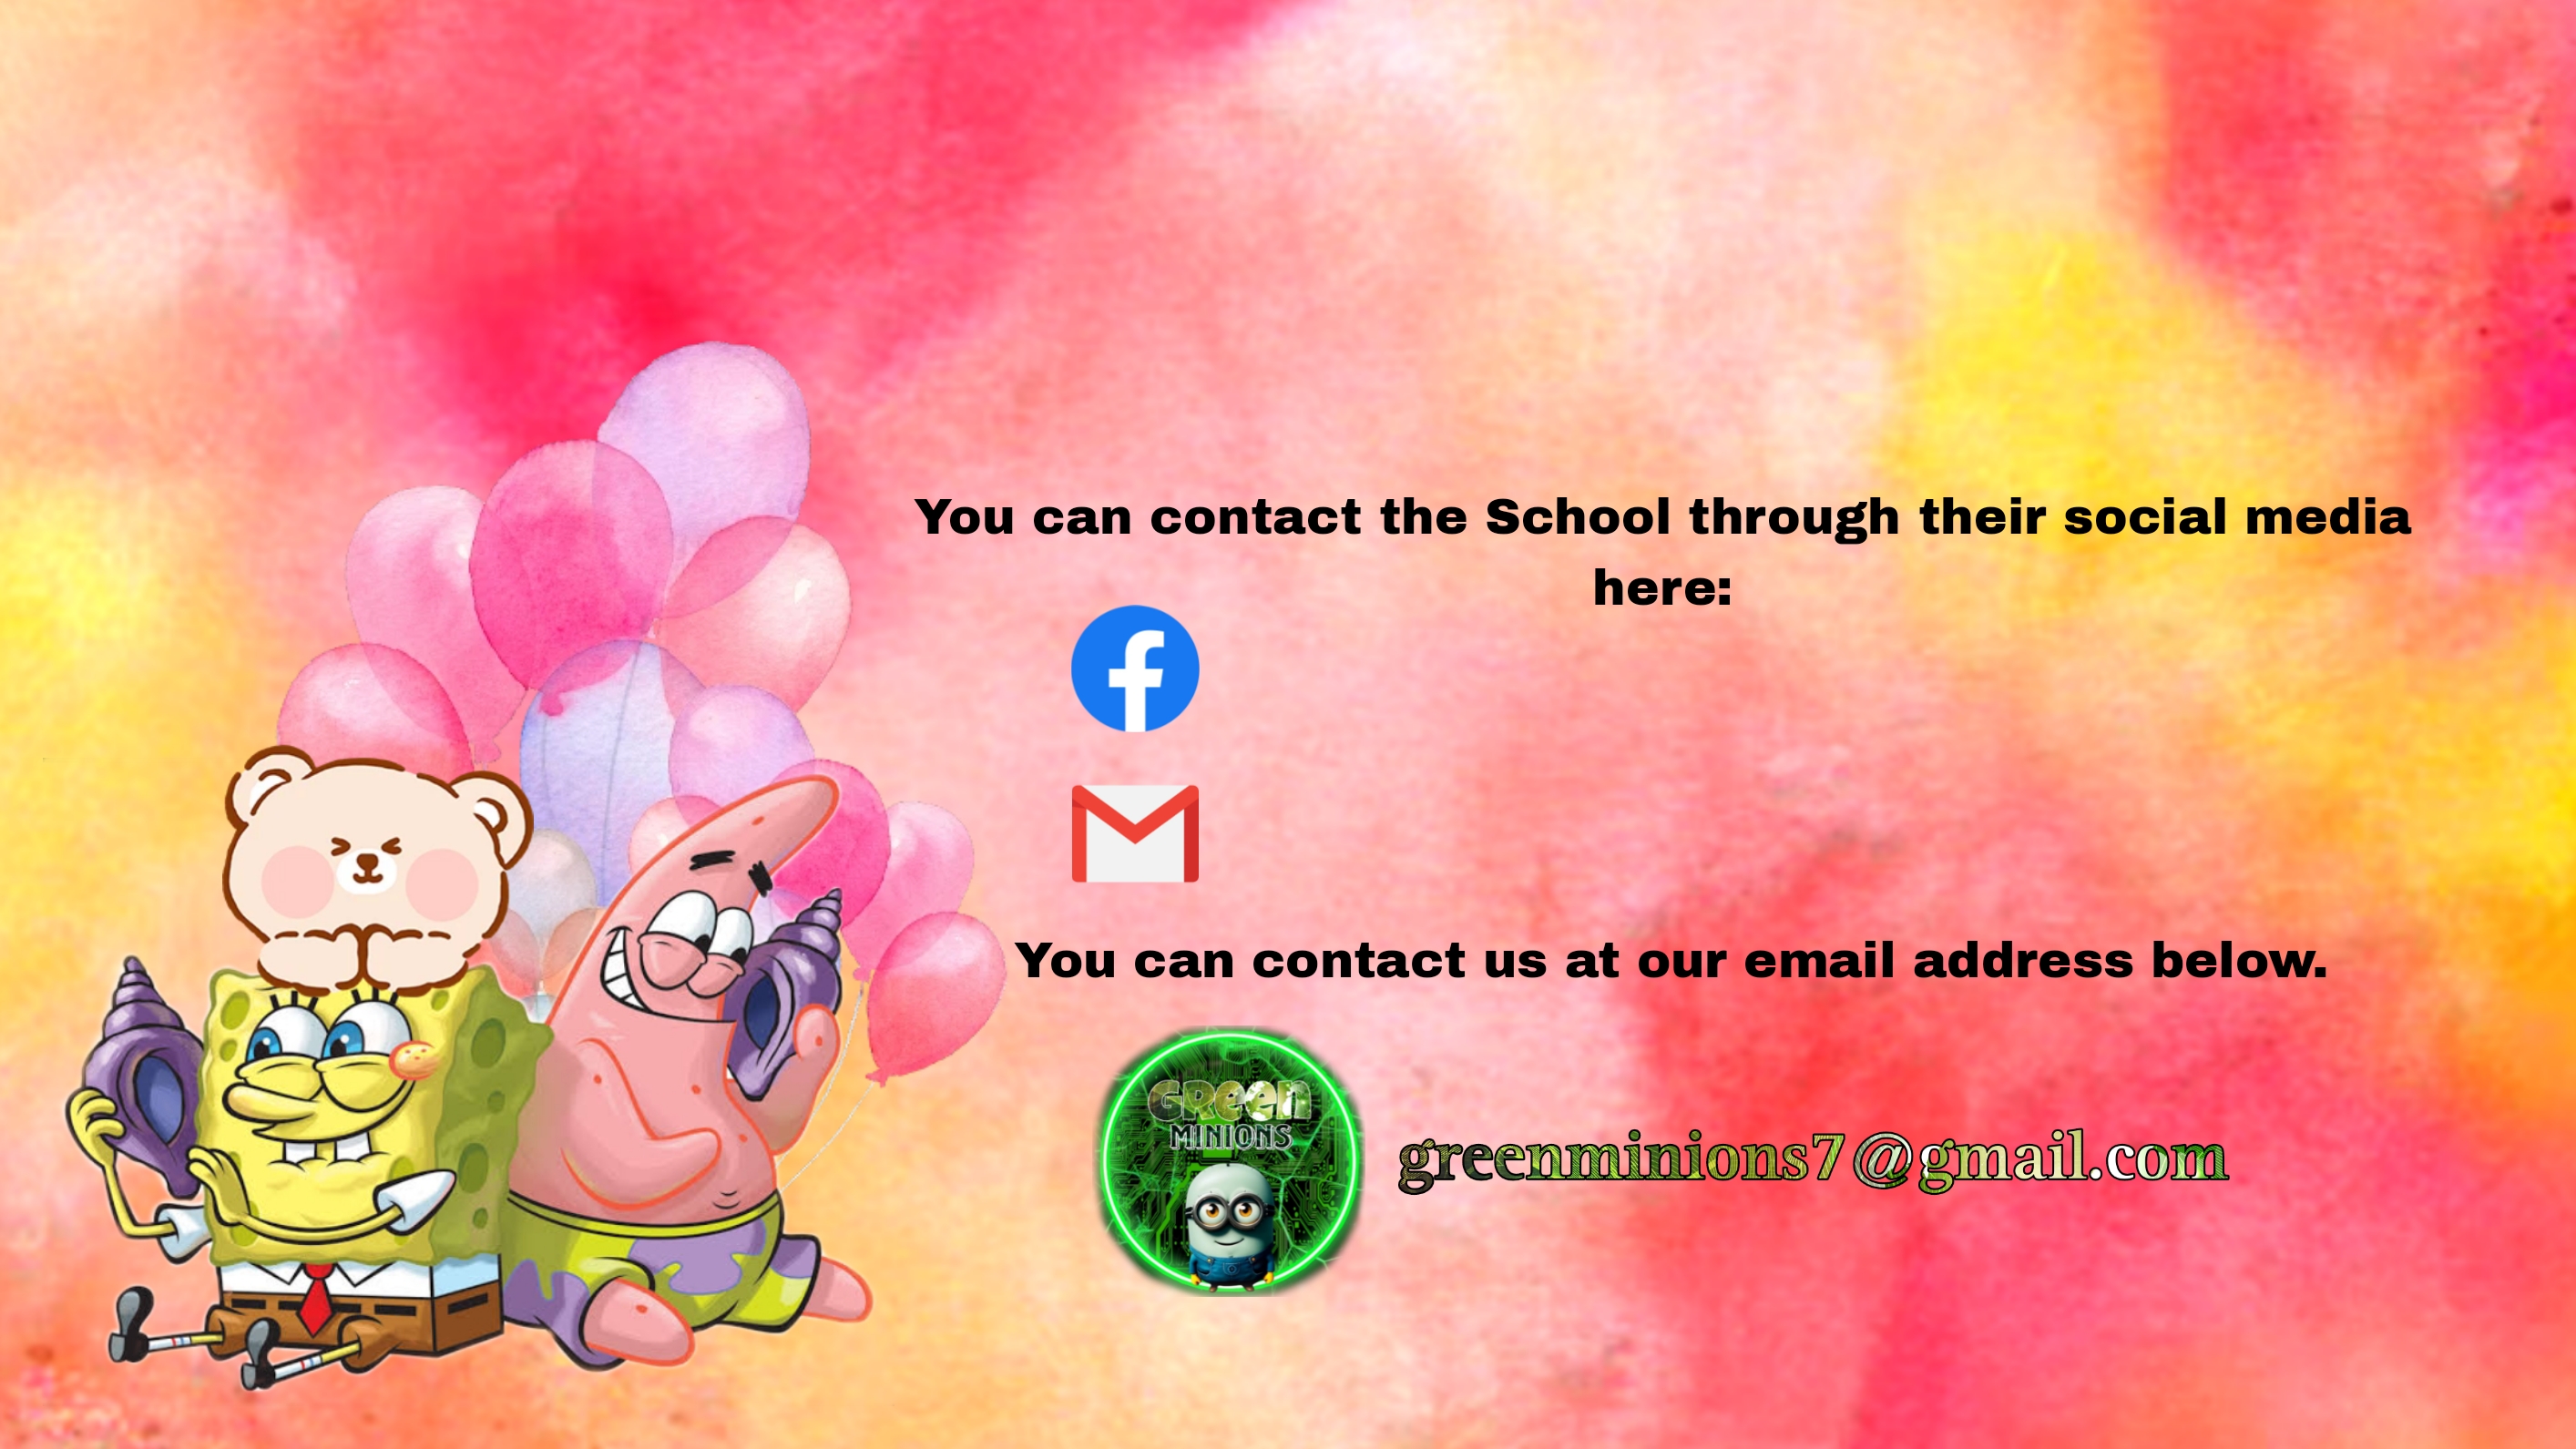 You can contact the School through their social media
here:
You can contact us at our email address below.
GReen
MINIONS
greenminions7@gmail.com